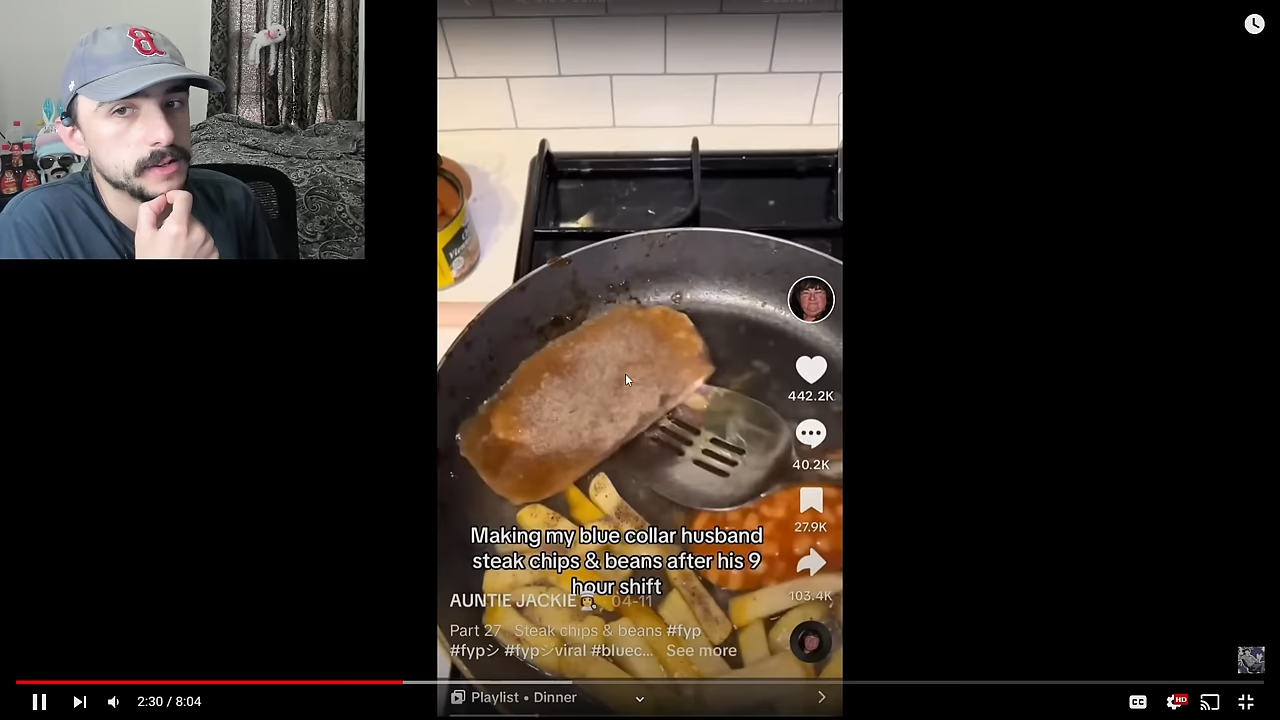 B
442.2K
40.2K
27.9K
103.4K
Making my blue collar husband
steak chips & beans after his 9
hour shift
AUNTIE JACKIE 04-11
Part 27 Steak chips & beans #fyp
#fypシ #fypシviral #bluec... See more
Playlist • Dinner
2:30 / 8:04
CC
HD